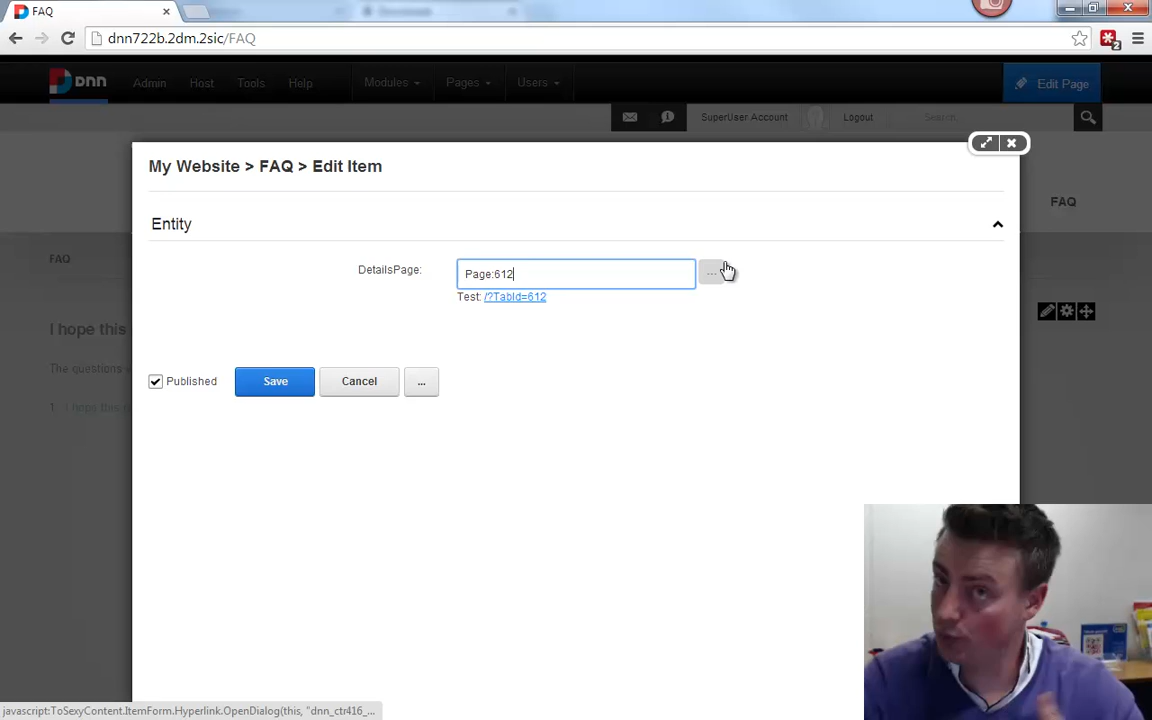 FAQ
dnn722b.2dm.2sic/FAQ
2
DNN Admin Host Tools Help Modules Pages Users Edit Page
SuperUser Account Logout Search
My Website > FAQ > Edit Item
FAQ
Entity
FAQ
DetailsPage: Page:612 ...
Test: /?TabId=612
I hope this
The questions
Published Save Cancel ...
1. I hope this
javascript:ToSexyContent.ItemForm.Hyperlink.OpenDialog(this, "dnn_ctr416_...